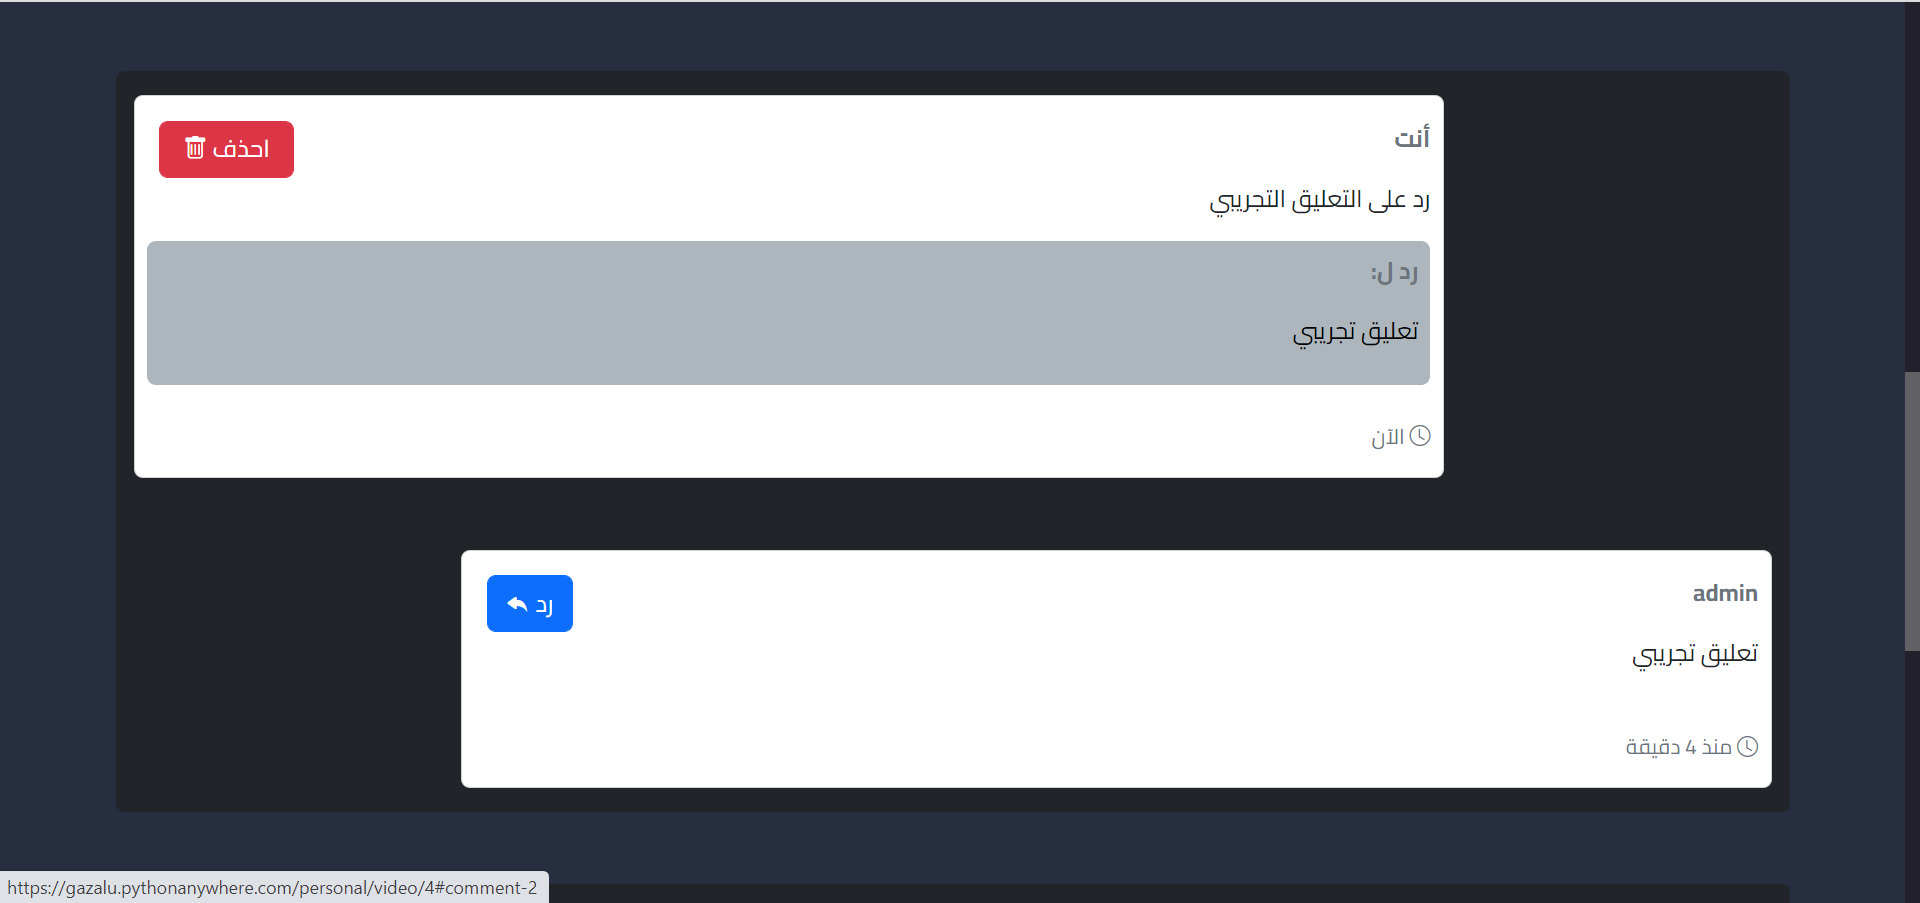 أنت
احذف
رد على التعليق التجريبي
رد ل:
تعليق تجريبي
الآن
admin
رد
تعليق تجريبي
منذ 4 دقيقة
https://gazalu.pythonanywhere.com/personal/video/4#comment-2